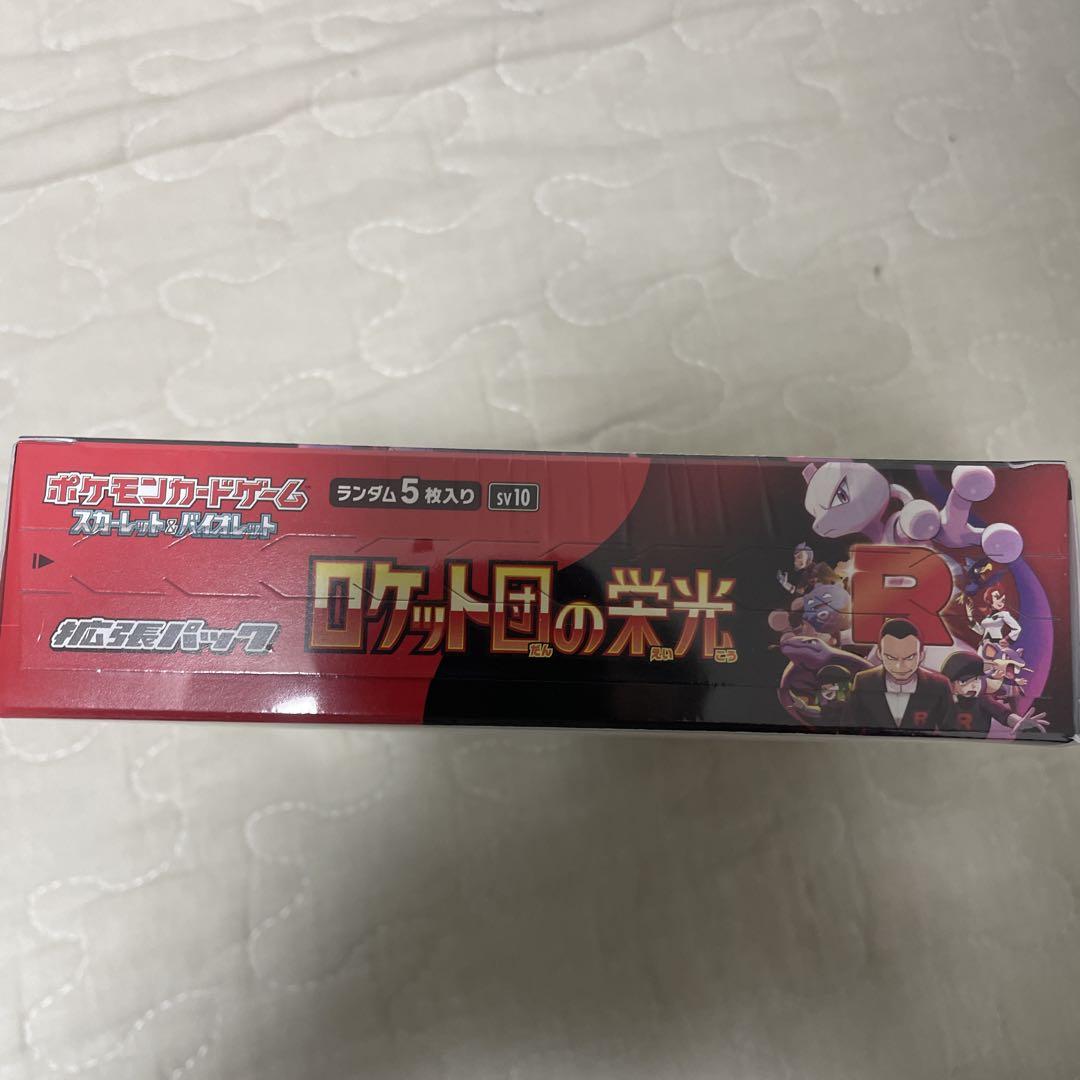 ポケモンカードゲーム
スカーレット&バイオレット
ランダム5枚入り
SV10
拡張パック
ロケット団の栄光
だん えい こう
R
R R